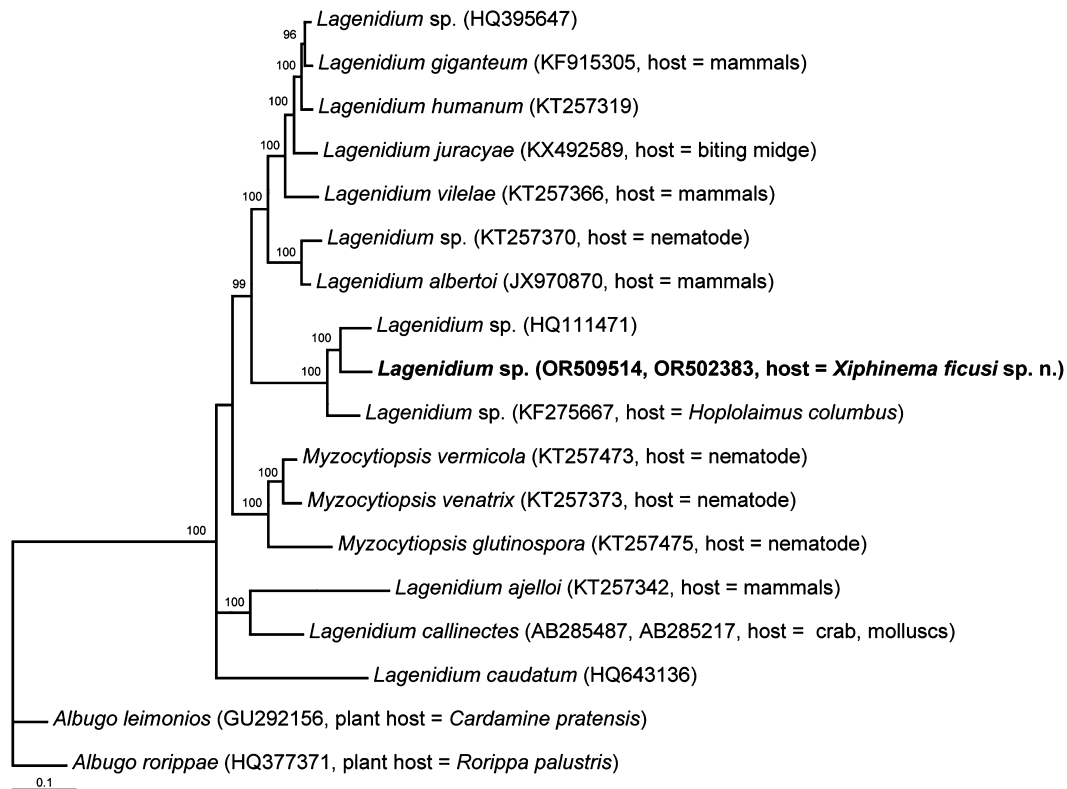 Lagenidium sp. (HQ395647)
96
Lagenidium giganteum (KF915305, host = mammals)
100
Lagenidium humanum (KT257319)
100
Lagenidium juracyae (KX492589, host = biting midge)
100
Lagenidium vilelae (KT257366, host = mammals)
100
Lagenidium sp. (KT257370, host = nematode)
100
Lagenidium albertoi (JX970870, host = mammals)
99
Lagenidium sp. (HQ111471)
100
Lagenidium sp. (OR509514, OR502383, host = Xiphinema ficusi sp. n.)
100
Lagenidium sp. (KF275667, host = Hoplolaimus columbus)
Myzocytiopsis vermicola (KT257473, host = nematode)
100
Myzocytiopsis venatrix (KT257373, host = nematode)
100
Myzocytiopsis glutinospora (KT257475, host = nematode)
100
Lagenidium ajelloi (KT257342, host = mammals)
100
Lagenidium callinectes (AB285487, AB285217, host =  crab, molluscs)
Lagenidium caudatum (HQ643136)
Albugo leimonios (GU292156, plant host = Cardamine pratensis)
Albugo rorippae (HQ377371, plant host = Rorippa palustris)
0.1